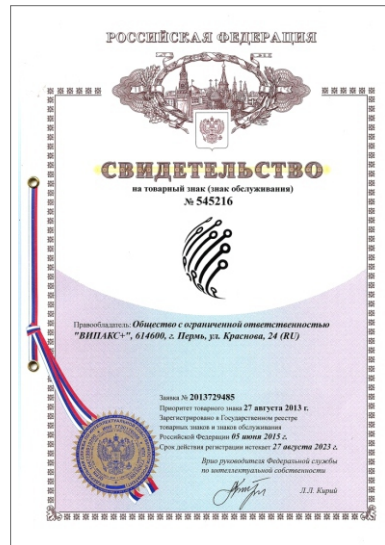 РОССИЙСКАЯ ФЕДЕРАЦИЯ
СВИДЕТЕЛЬСТВО
на товарный знак (знак обслуживания)
№ 545216
Правообладатель: Общество с ограниченной ответственностью
"ВИПАКС+", 614600, г. Пермь, ул. Краснова, 24 (RU)
Заявка № 2013729485
Приоритет товарного знака 27 августа 2013 г.
Зарегистрировано в Государственном реестре
товарных знаков и знаков обслуживания
Российской Федерации 05 июня 2015 г.
Срок действия регистрации истекает 27 августа 2023 г.
Врио руководителя Федеральной службы
по интеллектуальной собственности
Л.Л. Кирий